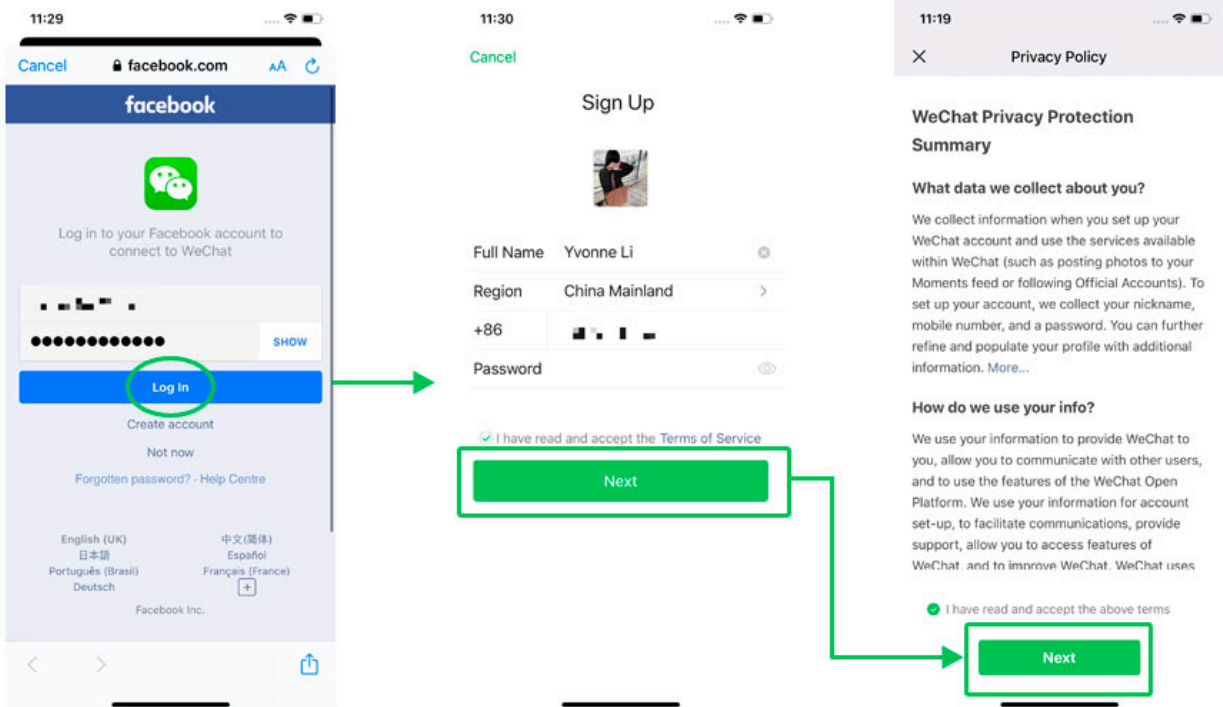 11:29
Cancel
facebook.com
AA
facebook
Log in to your Facebook account to
connect to WeChat
SHOW
Log In
Create account
Not now
Forgotten password? · Help Centre
English (UK)
中文(简体)
日本語
Español
Português (Brasil)
Français (France)
Deutsch
+
Facebook Inc.
11:30
Cancel
Sign Up
Full Name Yvonne Li
Region China Mainland
+86
Password
I have read and accept the Terms of Service
Next
11:19
Privacy Policy
WeChat Privacy Protection
Summary
What data we collect about you?
We collect information when you set up your
WeChat account and use the services available
within WeChat (such as posting photos to your
Moments feed or following Official Accounts). To
set up your account, we collect your nickname,
mobile number, and a password. You can further
refine and populate your profile with additional
information. More...
How do we use your info?
We use your information to provide WeChat to
you, allow you to communicate with other users,
and to use the features of the WeChat Open
Platform. We use your information for account
set-up, to facilitate communications, provide
support, allow you to access features of
WeChat, and to improve WeChat. WeChat uses
I have read and accept the above terms
Next